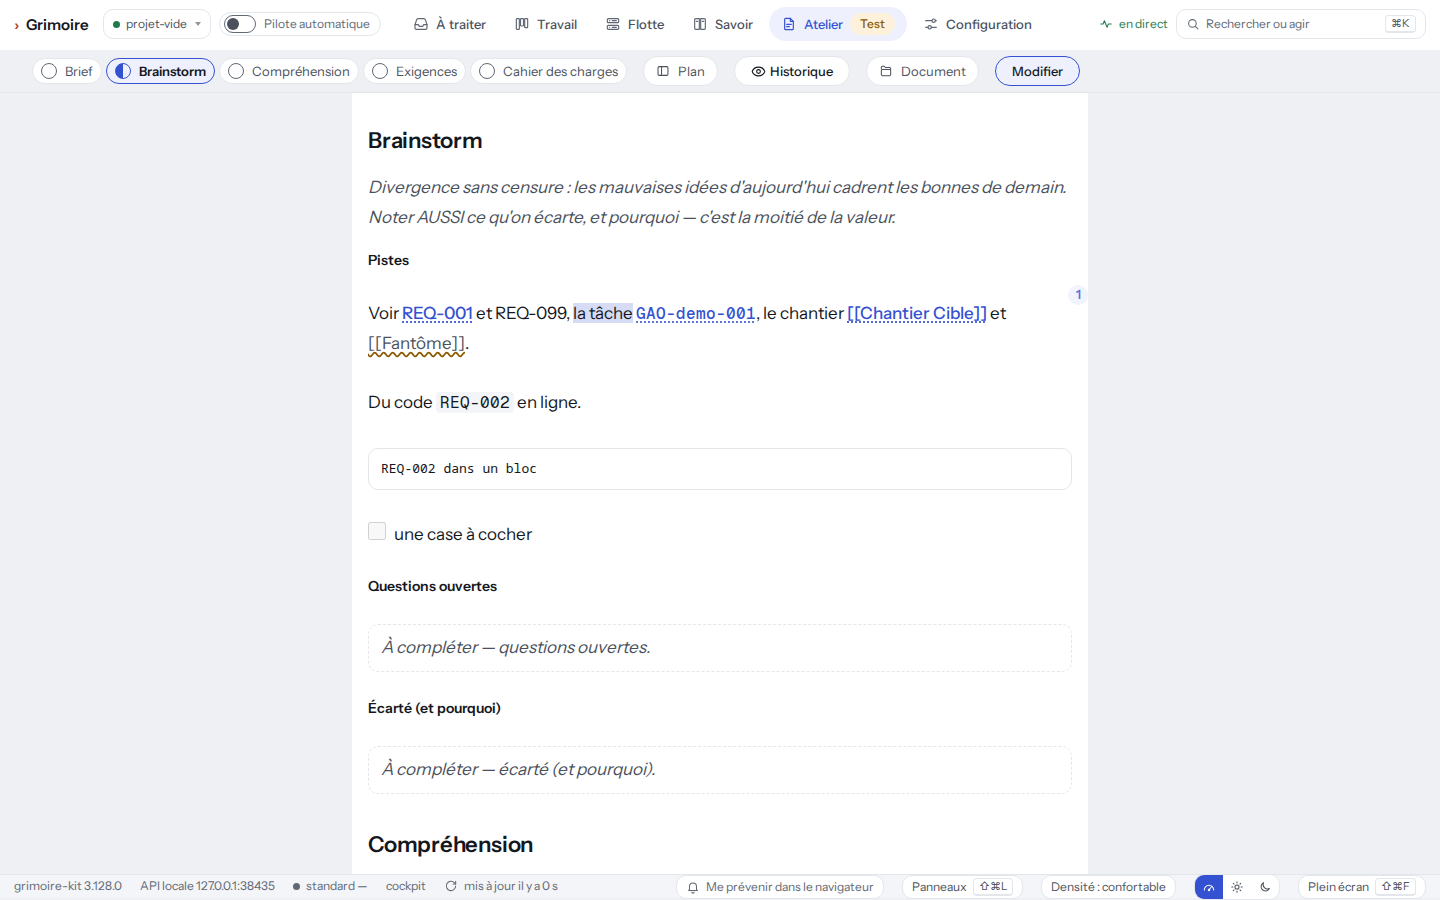 Grimoire projet-vide Pilote automatique À traiter Travail Flotte Savoir Atelier Test Configuration en direct Rechercher ou agir ⌘K
Brief Brainstorm Compréhension Exigences Cahier des charges Plan Historique Document Modifier
Brainstorm
Divergence sans censure : les mauvaises idées d'aujourd'hui cadrent les bonnes de demain.
Noter AUSSI ce qu'on écarte, et pourquoi — c'est la moitié de la valeur.
Pistes
1
Voir REQ-001 et REQ-099, la tâche GAO-demo-001, le chantier [[Chantier Cible]] et
[[Fantôme]].
Du code REQ-002 en ligne.
REQ-002 dans un bloc
une case à cocher
Questions ouvertes
À compléter — questions ouvertes.
Écarté (et pourquoi)
À compléter — écarté (et pourquoi).
Compréhension
grimoire-kit 3.128.0 API locale 127.0.0.1:38435 standard — cockpit mis à jour il y a 0 s Me prévenir dans le navigateur Panneaux ⇧⌘L Densité : confortable Plein écran ⇧⌘F